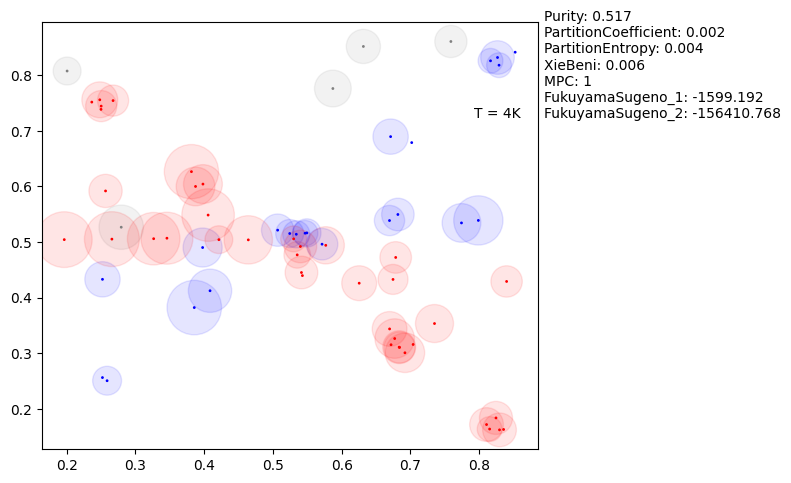 Purity: 0.517
PartitionCoefficient: 0.002
PartitionEntropy: 0.004
XieBeni: 0.006
MPC: 1
FukuyamaSugeno_1: -1599.192
FukuyamaSugeno_2: -156410.768
T = 4K
0.8
0.7
0.6
0.5
0.4
0.3
0.2
0.2 0.3 0.4 0.5 0.6 0.7 0.8